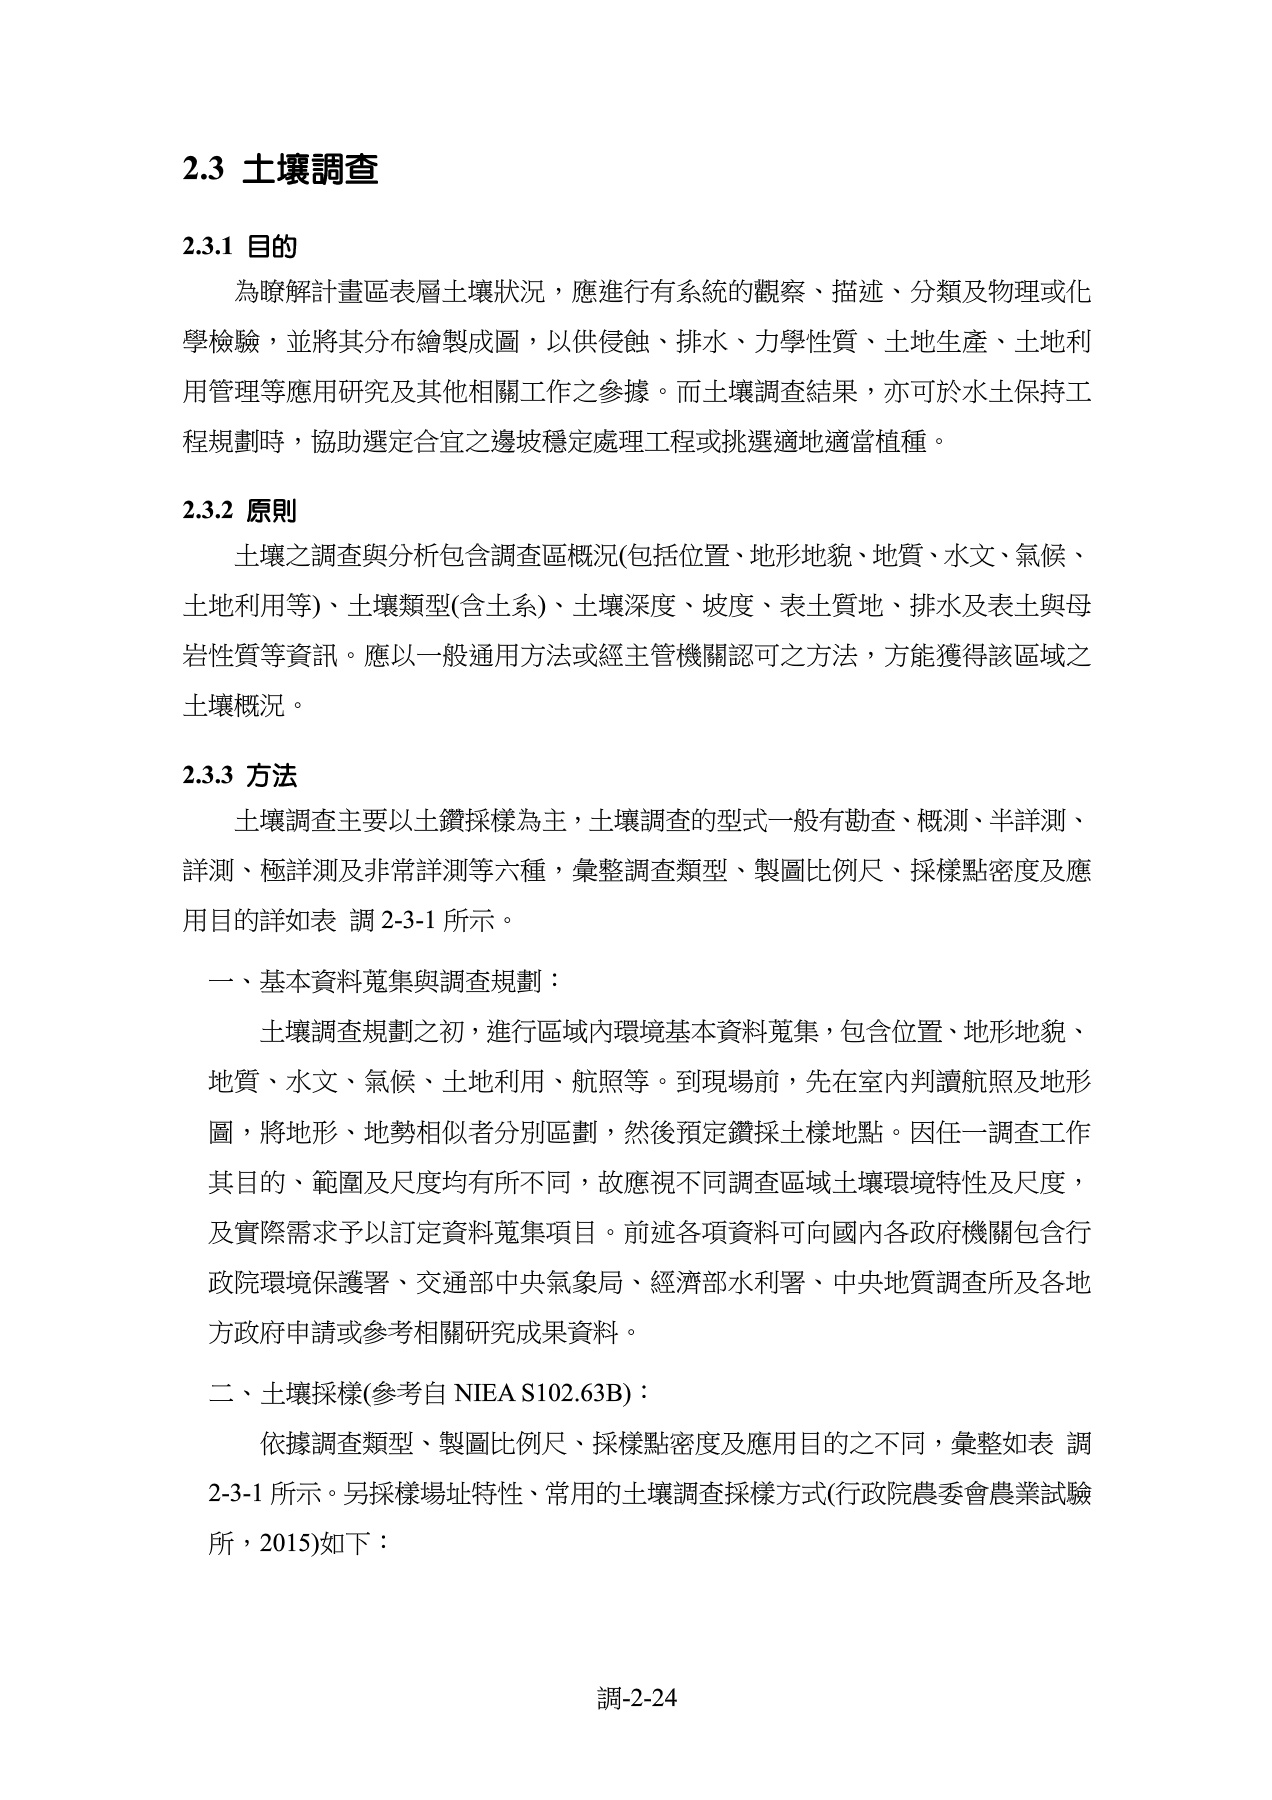 2.3 土壤調查
2.3.1 目的
為瞭解計畫區表層土壤狀況，應進行有系統的觀察、描述、分類及物理或化
學檢驗，並將其分布繪製成圖，以供侵蝕、排水、力學性質、土地生產、土地利
用管理等應用研究及其他相關工作之參據。而土壤調查結果，亦可於水土保持工
程規劃時，協助選定合宜之邊坡穩定處理工程或挑選適地適當植種。
2.3.2 原則
土壤之調查與分析包含調查區概況(包括位置、地形地貌、地質、水文、氣候、
土地利用等)、土壤類型(含土系)、土壤深度、坡度、表土質地、排水及表土與母
岩性質等資訊。應以一般通用方法或經主管機關認可之方法，方能獲得該區域之
土壤概況。
2.3.3 方法
土壤調查主要以土鑽採樣為主，土壤調查的型式一般有勘查、概測、半詳測、
詳測、極詳測及非常詳測等六種，彙整調查類型、製圖比例尺、採樣點密度及應
用目的詳如表 調 2-3-1 所示。
一、基本資料蒐集與調查規劃：
土壤調查規劃之初，進行區域內環境基本資料蒐集，包含位置、地形地貌、
地質、水文、氣候、土地利用、航照等。到現場前，先在室內判讀航照及地形
圖，將地形、地勢相似者分別區劃，然後預定鑽採土樣地點。因任一調查工作
其目的、範圍及尺度均有所不同，故應視不同調查區域土壤環境特性及尺度，
及實際需求予以訂定資料蒐集項目。前述各項資料可向國內各政府機關包含行
政院環境保護署、交通部中央氣象局、經濟部水利署、中央地質調查所及各地
方政府申請或參考相關研究成果資料。
二、土壤採樣(參考自 NIEA S102.63B)：
依據調查類型、製圖比例尺、採樣點密度及應用目的之不同，彙整如表 調
2-3-1 所示。另採樣場址特性、常用的土壤調查採樣方式(行政院農委會農業試驗
所，2015)如下：
調-2-24